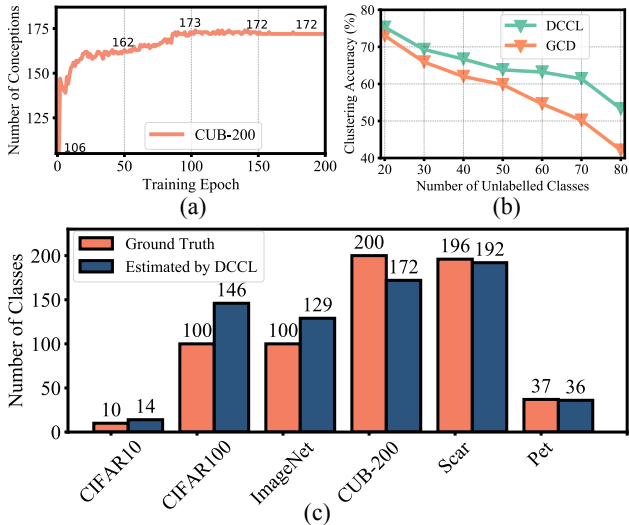 (a)
Number of Conceptions
175
150
125
106
162
173
172
172
CUB-200
0
50
100
150
200
Training Epoch
(b)
Clustering Accuracy (%)
80
70
60
50
40
DCCL
GCD
20
30
40
50
60
70
80
Number of Unlabelled Classes
(a)
(b)
Number of Classes
200
150
100
50
0
Ground Truth
Estimated by DCCL
10
14
100
146
100
129
200
172
196
192
37
36
CIFAR10
CIFAR100
ImageNet
CUB-200
Scar
Pet
(c)